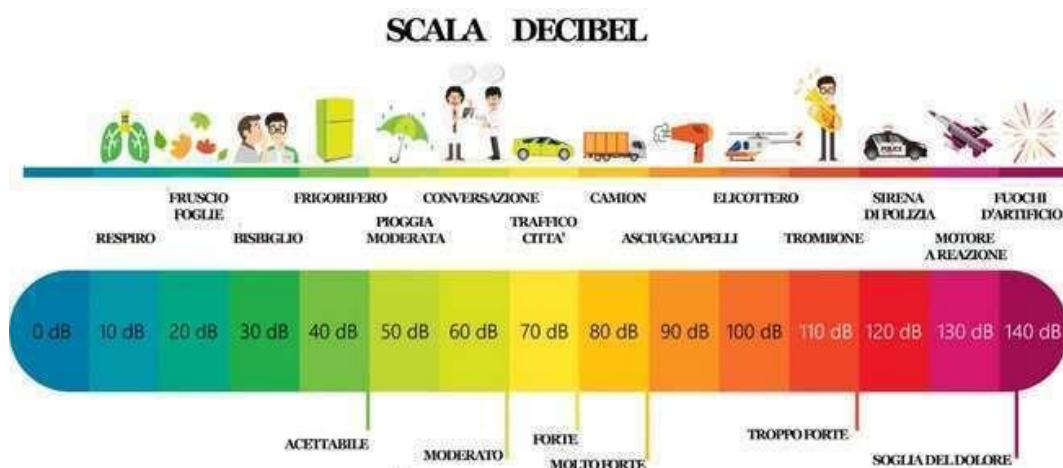 SCALA DECIBEL
POLICE
FRUSCIO
FOGLIE
FRIGORIFERO
CONVERSAZIONE
CAMION
ELICOTTERO
SIRENA
DI POLIZIA
FUOCHI
D'ARTIFICIO
RESPIRO
BISBIGLIO
PIOGGIA
MODERATA
TRAFFICO
CITTA'
ASCIUGACAPELLI
TROMBONE
MOTORE
A REAZIONE
0 dB 10 dB 20 dB 30 dB 40 dB 50 dB 60 dB 70 dB 80 dB 90 dB 100 dB 110 dB 120 dB 130 dB 140 dB
ACETTABILE
MODERATO
FORTE
MOLTO FORTE
TROPPO FORTE
SOGLIA DEL DOLORE